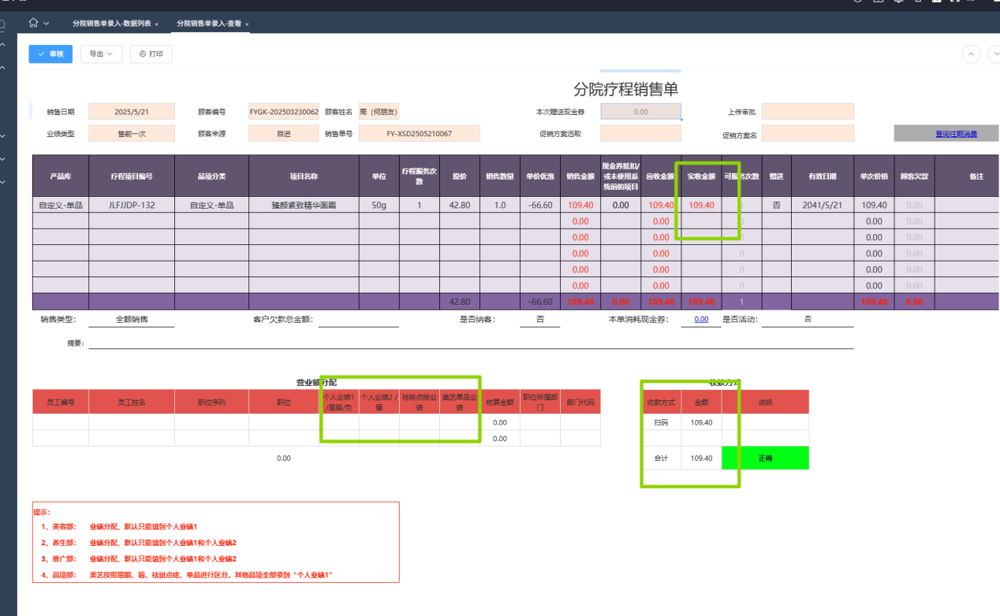 分院销售单录入-数据列表 × 分院销售单录入-查看 ×
审核 导出 打印
分院疗程销售单
销售日期 2025/5/21 顾客编号 FYGK-202503230062 顾客姓名 周（何朋友） 本次赠送现金券 0.00 上传审批
业绩类型 售前一次 顾客来源 自进 销售单号 FY-XSD2505210067 促销方案选取 促销方案名 查询往期消费
产品库 疗程项目编号 品项分类 项目名称 单位 疗程服务次数 原价 销售数量 单价优惠 销售金额 现金券抵扣/或未使用系统前的项目 应收金额 实收金额 可服务次数 赠送 有效日期 单次价格 顾客欠款 备注
自定义-单品 JLFJJDP-132 自定义-单品 臻颜紧致精华面霜 50g 1 42.80 1.0 -66.60 109.40 0.00 109.40 109.40 否 2041/5/21 109.40 0.00
0.00 0.00 0 0.00 0.00
0.00 0.00 0 0.00 0.00
0.00 0.00 0 0.00 0.00
0.00 0.00 0 0.00 0.00
0.00 0.00 0 0.00 0.00
42.80 -66.60 109.40 0.00 109.40 109.40 1 109.40 0.00
销售类型： 全额销售 客户欠款总金额： 是否纳客： 否 本单消耗现金券： 0.00 是否活动： 否
摘要：
营业额分配 收款方式
员工编号 员工姓名 职位序列 职位 个人业绩1/眉眼/灸 个人业绩2/眉 祛斑点痣业绩 美艺单品业绩 核算金额 职位所属部门 部门代码 收款方式 金额 说明
0.00 扫码 109.40
0.00
0.00 合计 109.40 正确
提示：
1、美容部： 业绩分配，默认只能填到个人业绩1
2、养生部： 业绩分配，默认只能填到个人业绩1和个人业绩2
3、推广部： 业绩分配，默认只能填到个人业绩1和个人业绩2
4、品项部： 美艺按照眉眼、眉、祛斑点痣、单品进行区分，其他品项全部录到“个人业绩1”